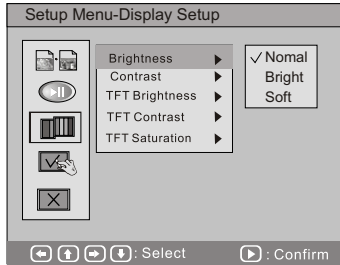 Setup Menu-Display Setup
Brightness
Contrast
TFT Brightness
TFT Contrast
TFT Saturation
Nomal
Bright
Soft
: Select
: Confirm